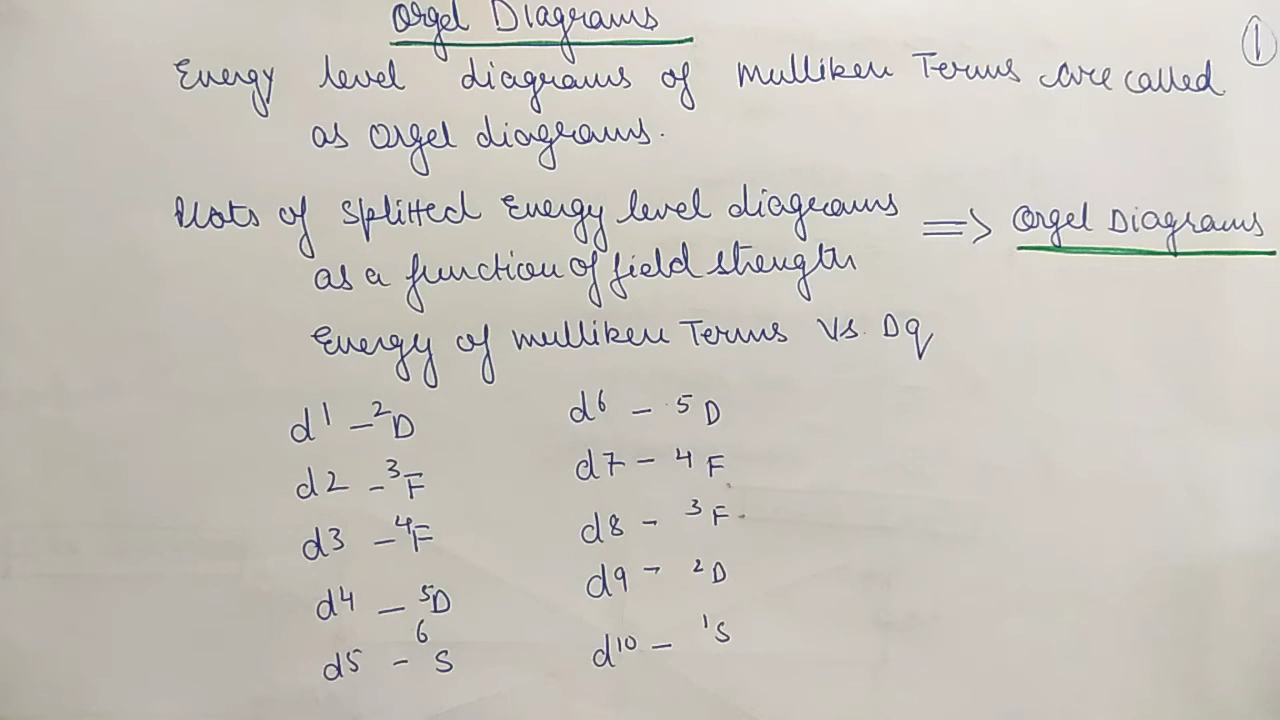 Orgel Diagrams
①
Energy level diagrams of mulliken Terms are called
as Orgel diagrams.
Plots of splitted Energy level diagrams => Orgel Diagrams
as a function of field strength
Energy of mulliken Terms Vs. Dq
d1 - ²D d6 - ⁵D
d2 - ³F d7 - ⁴F
d3 - ⁴F d8 - ³F
d4 - ⁵D d9 - ²D
d5 - ⁶S d10 - ¹S